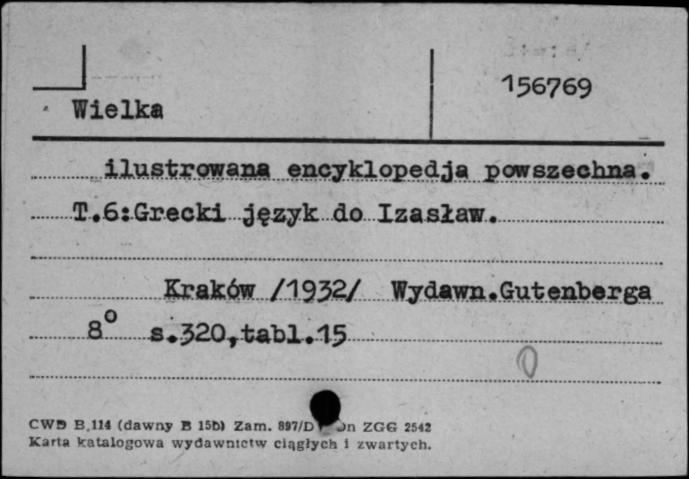 156769
Wielka
ilustrowana encyklopedja powszechna.
T.6:Grecki język do Izasław.
Kraków /1932/ Wydawn.Gutenberga
8° s.320,tabl.15
0
CWD B.114 (dawny B 15b) Zam. 897/D ZGG 2542
Karta katalogowa wydawnictw ciągłych i zwartych.